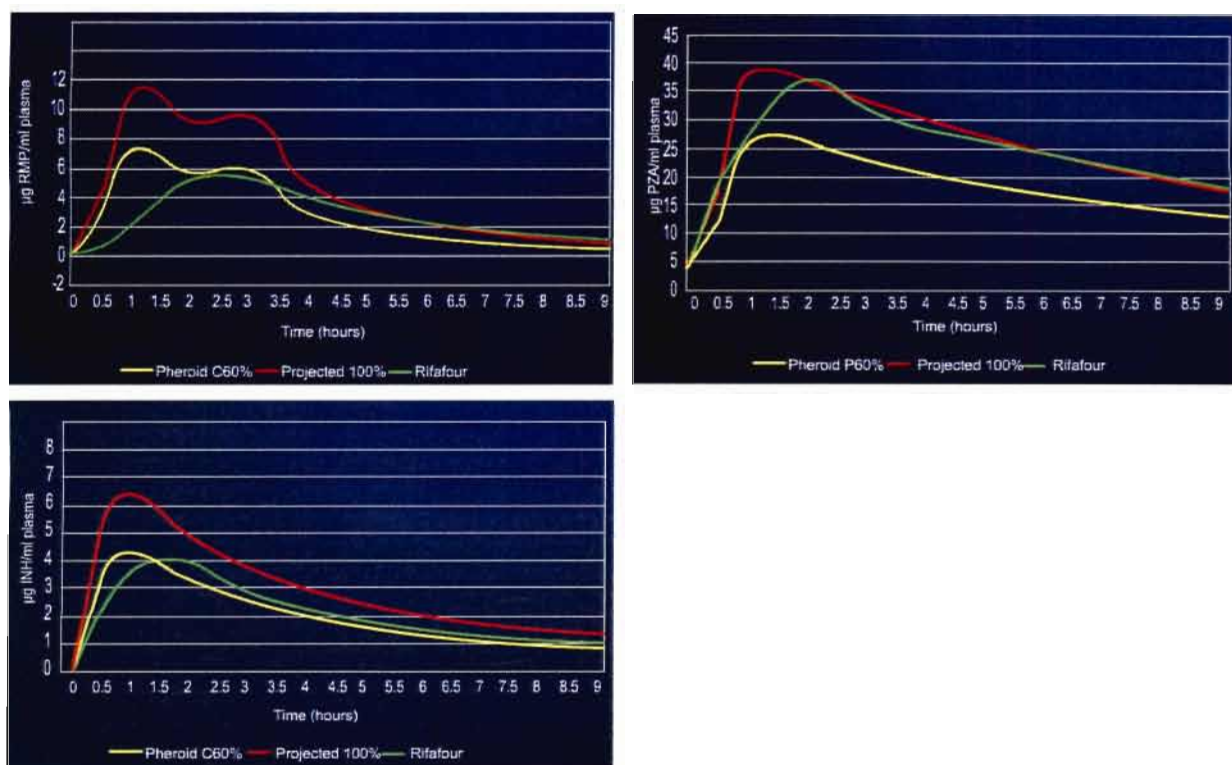 12
10
8
6
4
2
0
-2
µg RMP/ml plasma
0 0.5 1 1.5 2 2.5 3 3.5 4 4.5 5 5.5 6 6.5 7 7.5 8 8.5 9
Time (hours)
Pheroid C60% Projected 100% Rifafour
45
40
35
30
25
20
15
10
5
0
µg PZA/ml plasma
0 0.5 1 1.5 2 2.5 3 3.5 4 4.5 5 5.5 6 6.5 7 7.5 8 8.5 9
Time (hours)
Pheroid P60% Projected 100% Rifafour
8
7
6
5
4
3
2
1
0
µg INH/ml plasma
0 0.5 1 1.5 2 2.5 3 3.5 4 4.5 5 5.5 6 6.5 7 7.5 8 8.5 9
Time (hours)
Pheroid C60% Projected 100% Rifafour